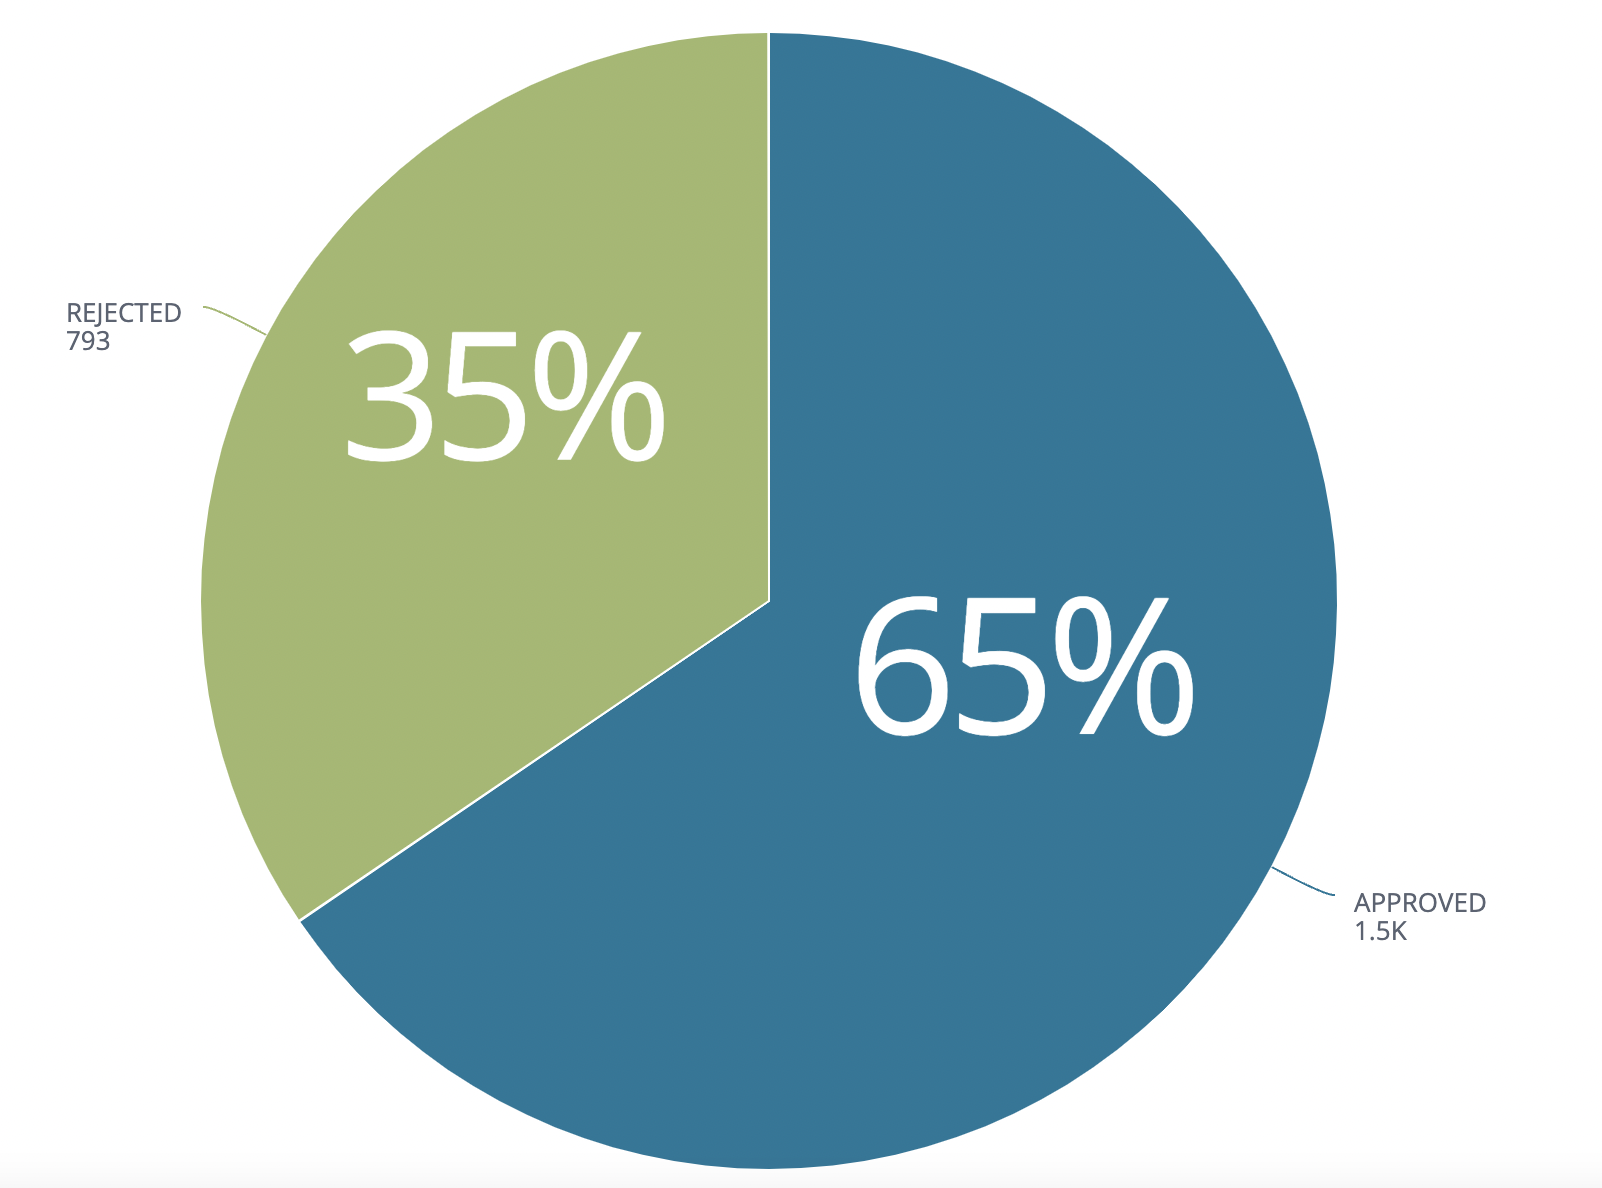 REJECTED
793
35%
65%
APPROVED
1.5K